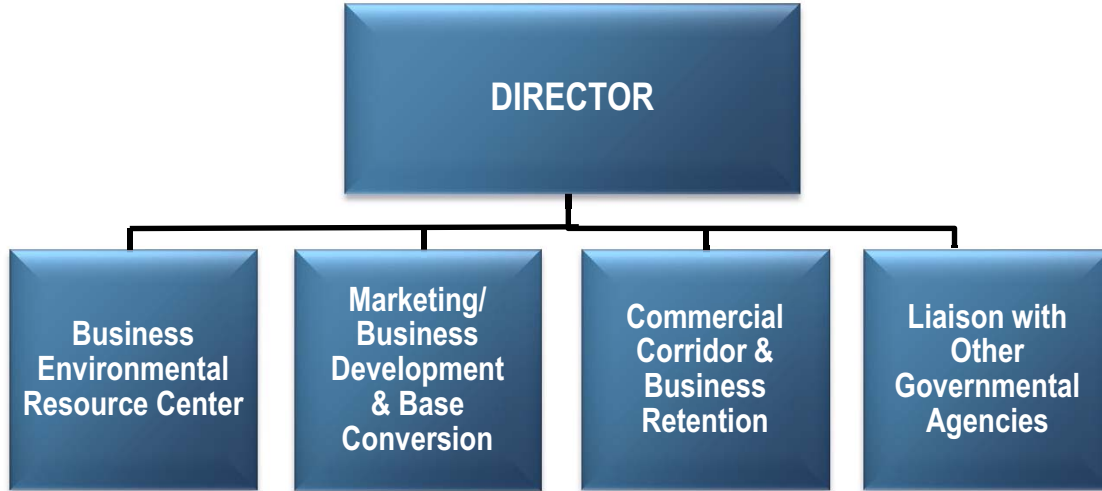 DIRECTOR
Business
Environmental
Resource Center
Marketing/
Business
Development
& Base
Conversion
Commercial
Corridor &
Business
Retention
Liaison with
Other
Governmental
Agencies